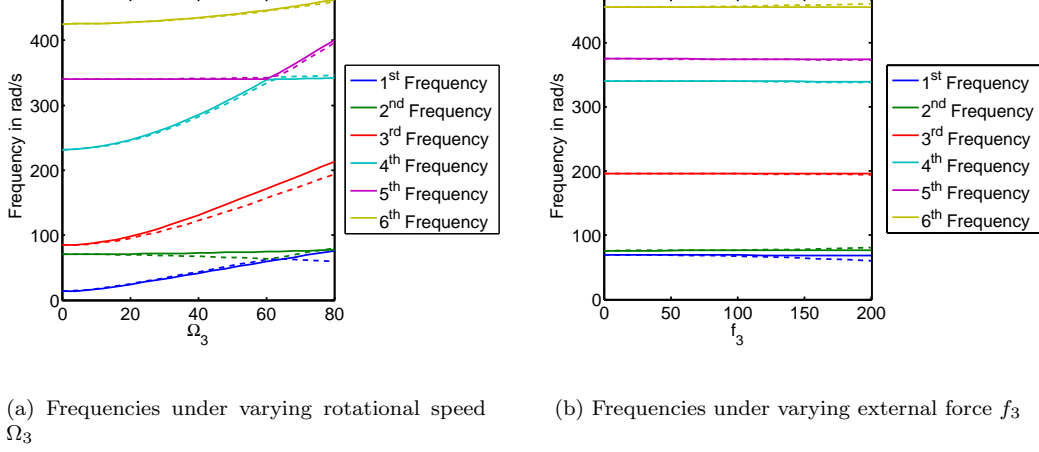 400
300
200
100
0
Frequency in rad/s
0 20 40 60 80
Ω3
1st Frequency
2nd Frequency
3rd Frequency
4th Frequency
5th Frequency
6th Frequency
400
300
200
100
0
Frequency in rad/s
0 50 100 150 200
f3
1st Frequency
2nd Frequency
3rd Frequency
4th Frequency
5th Frequency
6th Frequency
(a) Frequencies under varying rotational speed
Ω3
(b) Frequencies under varying external force f3